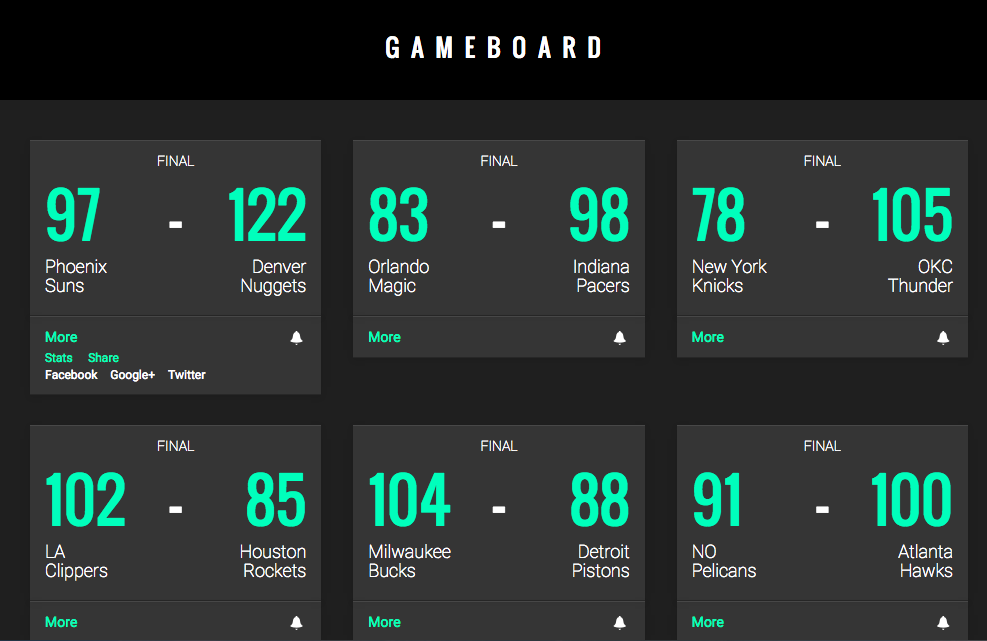 GAMEBOARD
FINAL
97 - 122
Phoenix Suns
Denver Nuggets
More
Stats Share
Facebook Google+ Twitter
FINAL
83 - 98
Orlando Magic
Indiana Pacers
More
FINAL
78 - 105
New York Knicks
OKC Thunder
More
FINAL
102 - 85
LA Clippers
Houston Rockets
More
FINAL
104 - 88
Milwaukee Bucks
Detroit Pistons
More
FINAL
91 - 100
NO Pelicans
Atlanta Hawks
More